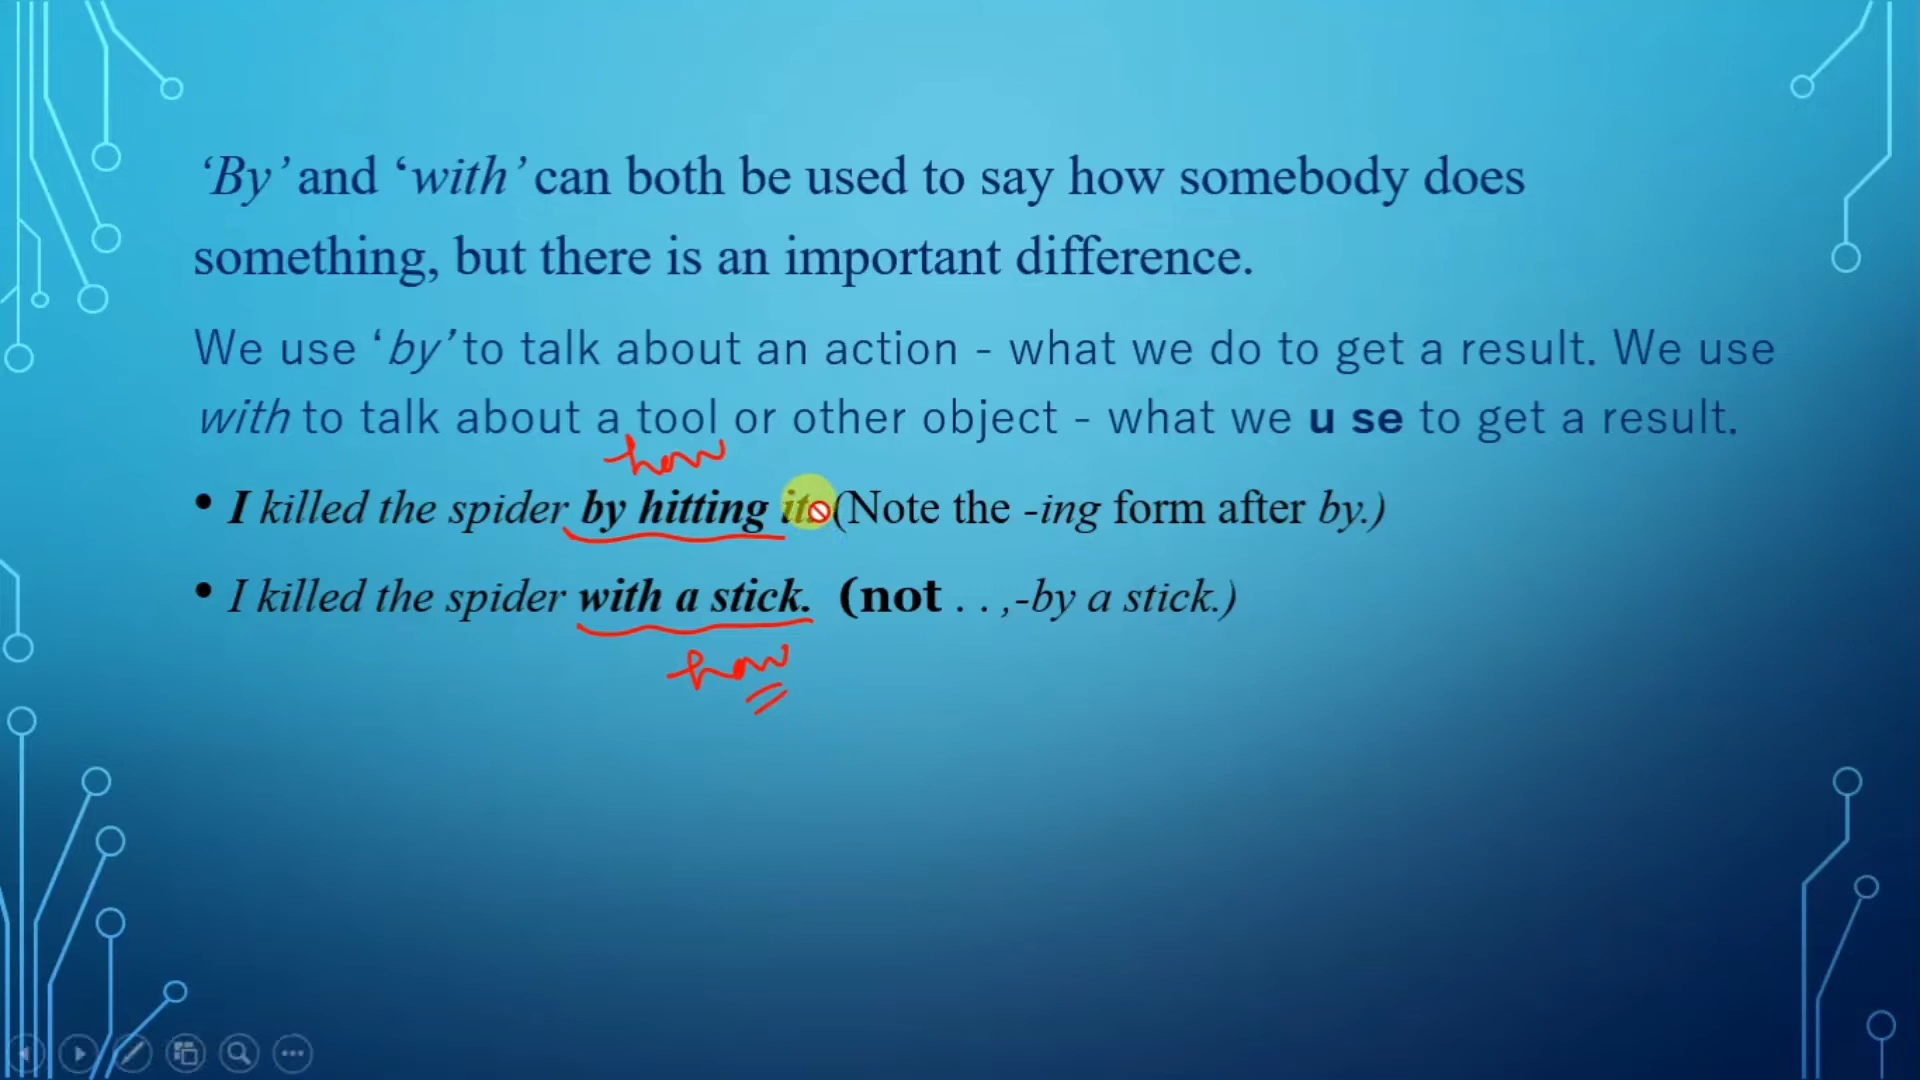 ‘By’ and ‘with’ can both be used to say how somebody does
something, but there is an important difference.
We use ‘by’ to talk about an action - what we do to get a result. We use
with to talk about a tool or other object - what we u se to get a result.
how
• I killed the spider by hitting it. (Note the -ing form after by.)
• I killed the spider with a stick. (not . . ,-by a stick.)
how